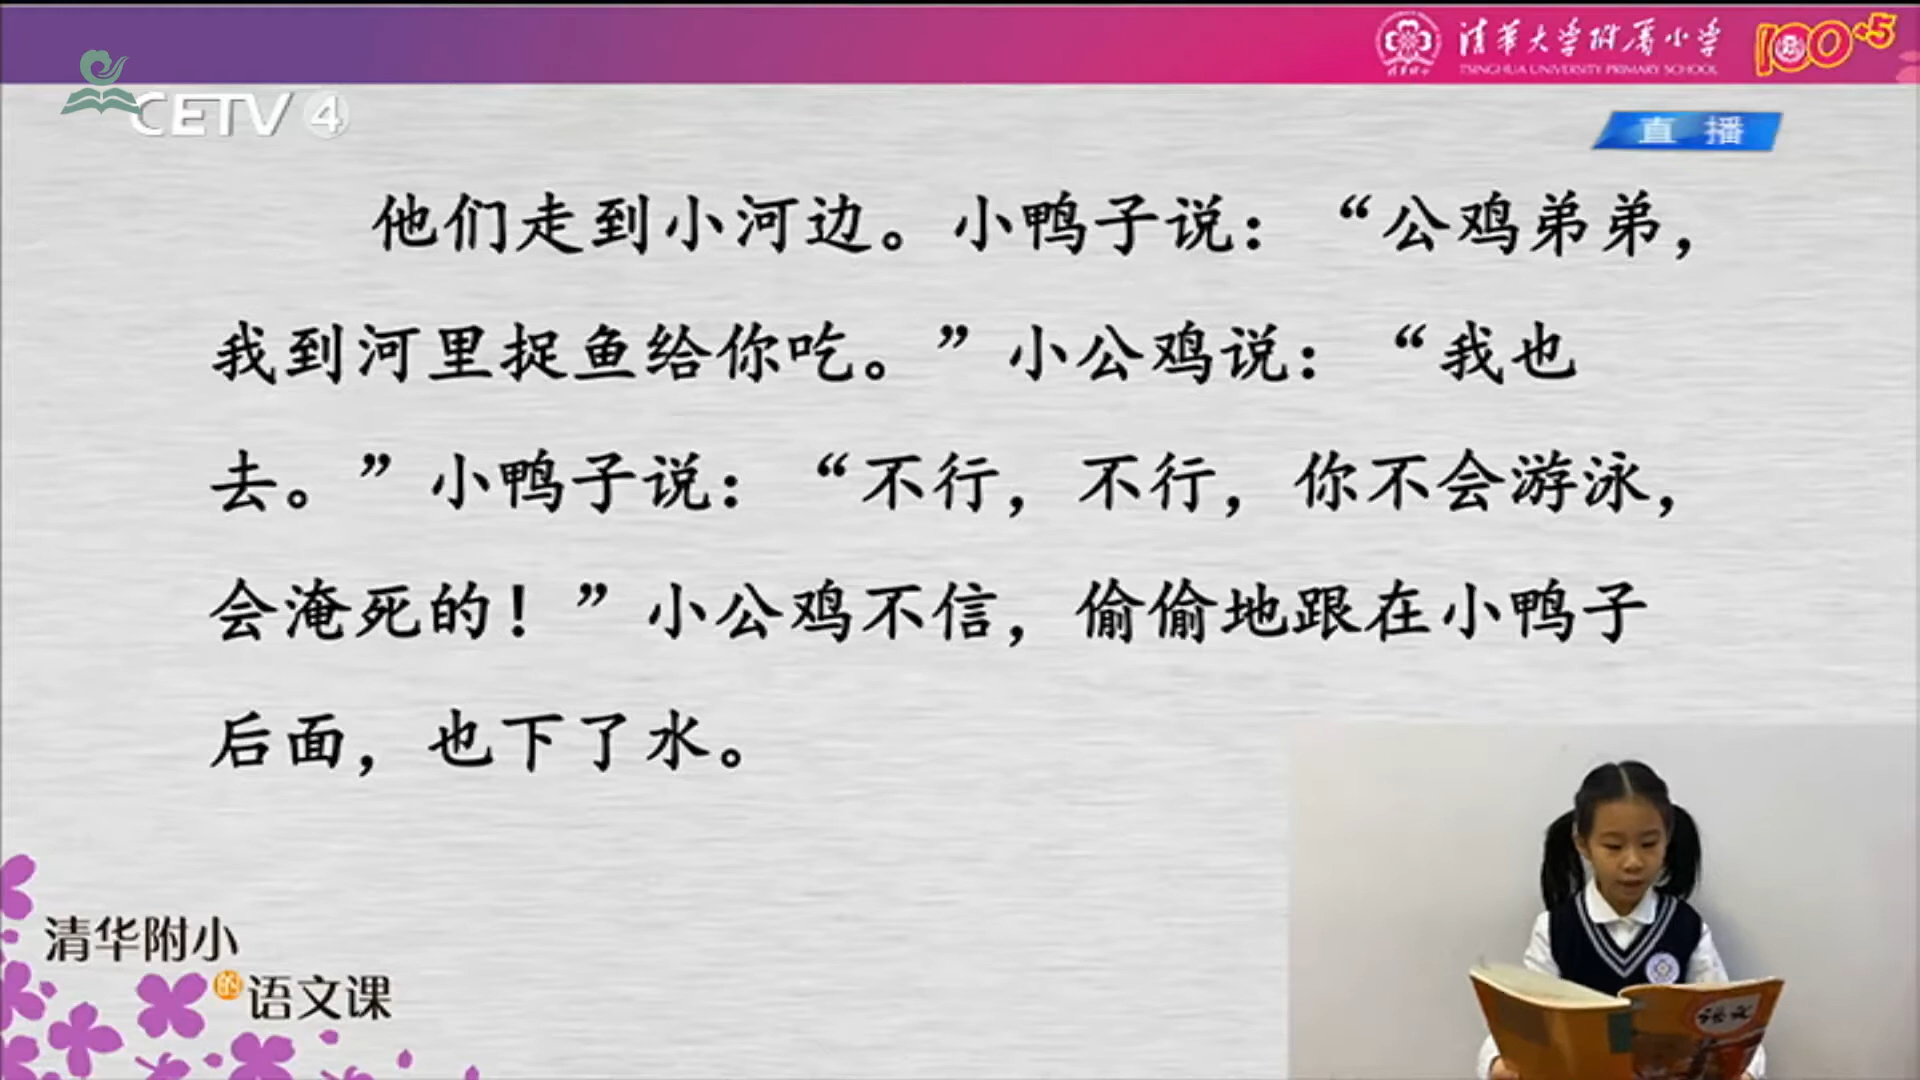 清华大学附属小学
TSINGHUA UNIVERSITY PRIMARY SCHOOL
100+5
CETV 4
直播
他们走到小河边。小鸭子说：“公鸡弟弟，
我到河里捉鱼给你吃。”小公鸡说：“我也
去。”小鸭子说：“不行，不行，你不会游泳，
会淹死的！”小公鸡不信，偷偷地跟在小鸭子
后面，也下了水。
清华附小
的语文课
语文